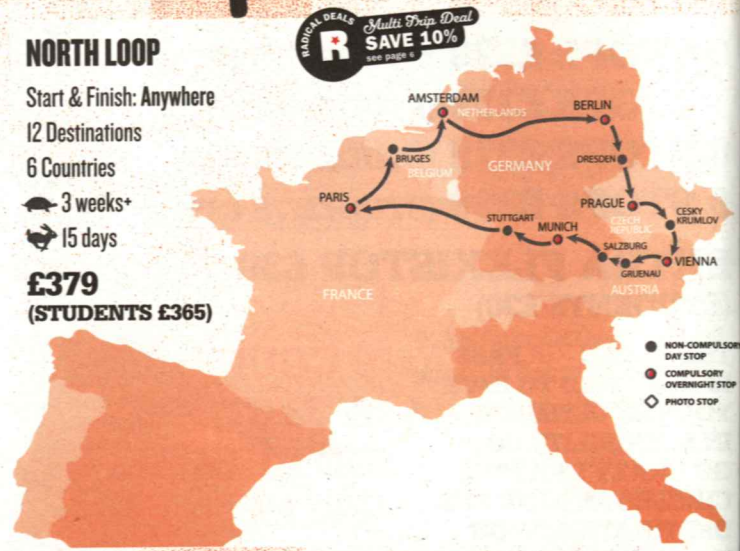 RADICAL DEALS
R
Multi Trip Deal
SAVE 10%
see page 6
NORTH LOOP
Start & Finish: Anywhere
12 Destinations
6 Countries
3 weeks+
15 days
£379
(STUDENTS £365)
AMSTERDAM
NETHERLANDS
BERLIN
BRUGES
BELGIUM
GERMANY
DRESDEN
PARIS
PRAGUE
CZECH
REPUBLIC
CESKY
KRUMLOV
STUTTGART
MUNICH
SALZBURG
VIENNA
GRUENAU
AUSTRIA
FRANCE
NON-COMPULSORY
DAY STOP
COMPULSORY
OVERNIGHT STOP
PHOTO STOP